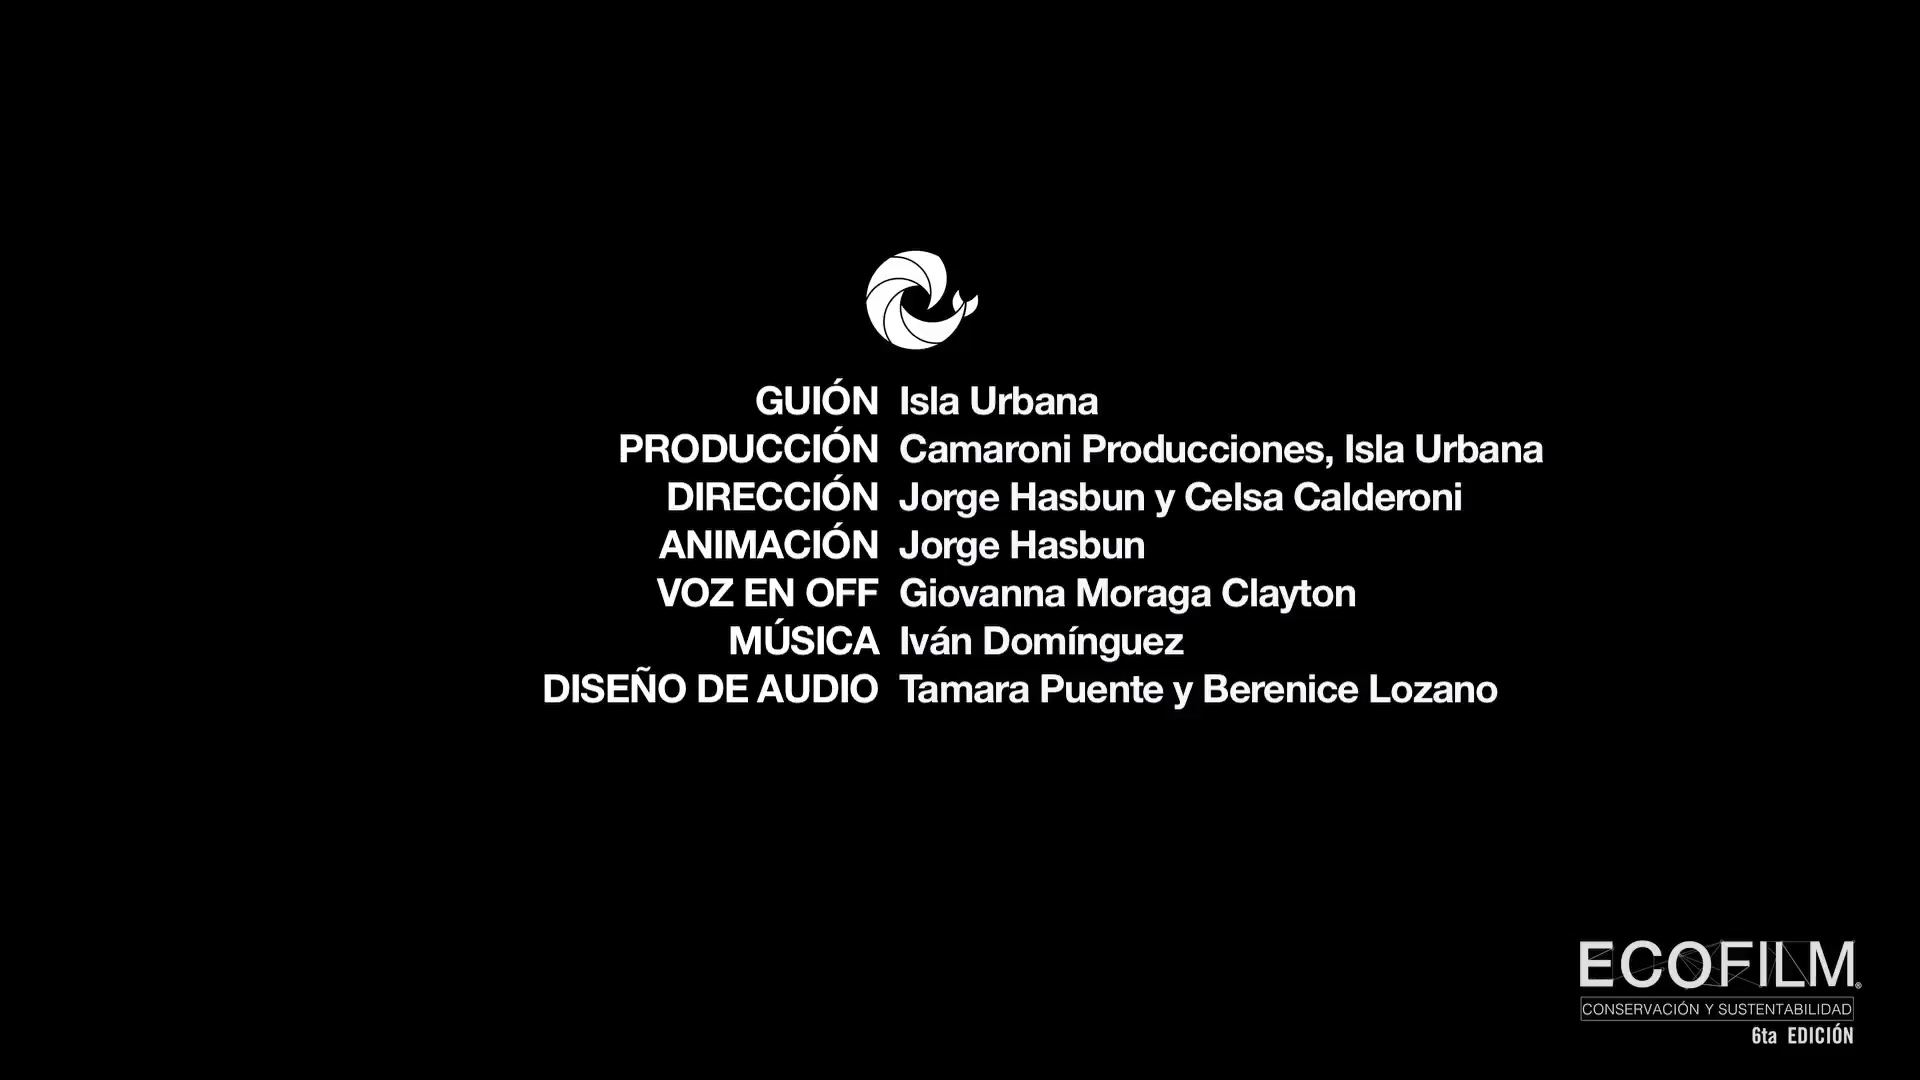 GUIÓN Isla Urbana
PRODUCCIÓN Camaroni Producciones, Isla Urbana
DIRECCIÓN Jorge Hasbun y Celsa Calderoni
ANIMACIÓN Jorge Hasbun
VOZ EN OFF Giovanna Moraga Clayton
MÚSICA Iván Domínguez
DISEÑO DE AUDIO Tamara Puente y Berenice Lozano
ECOFILM®
CONSERVACIÓN Y SUSTENTABILIDAD
6ta EDICIÓN